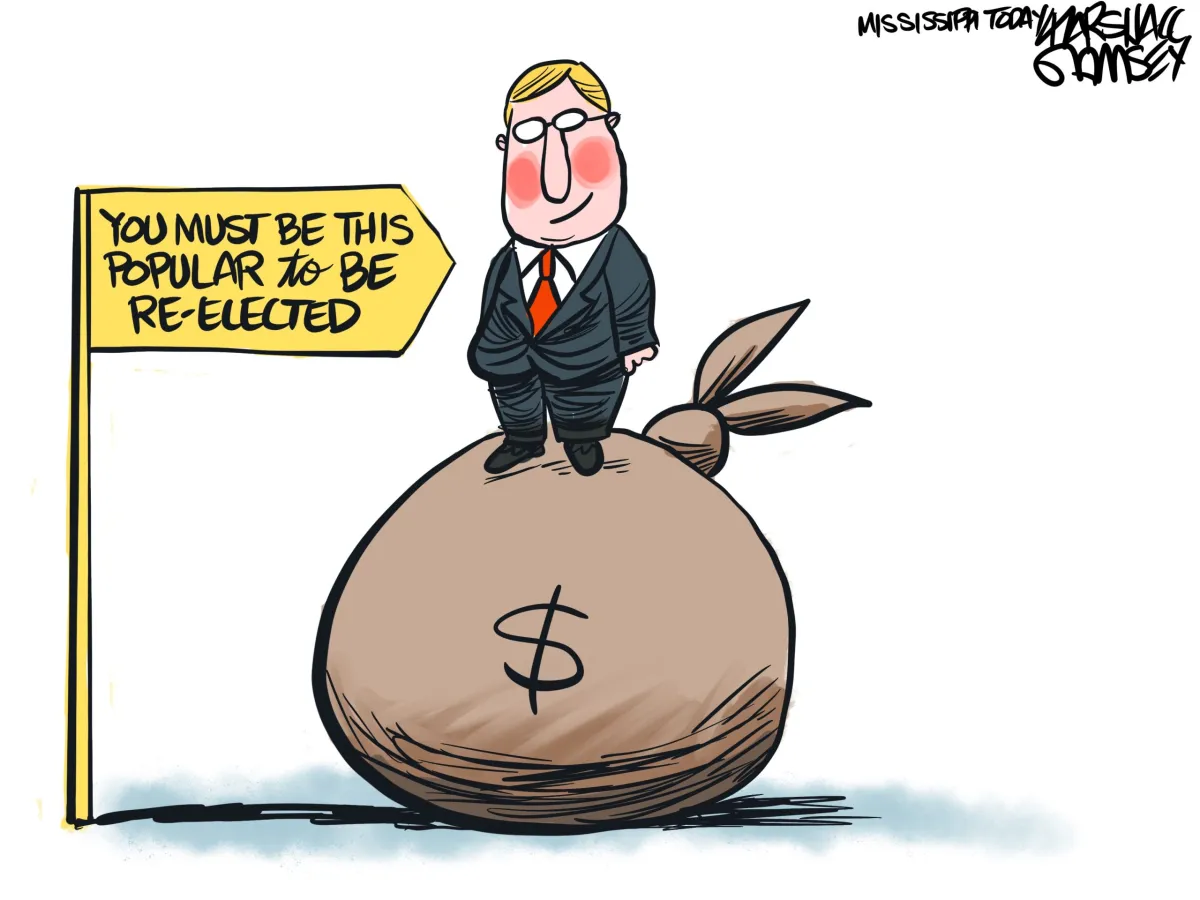 MISSISSIPPI TODAY MARSHALL
RAMSEY
YOU MUST BE THIS
POPULAR to BE
RE-ELECTED
$